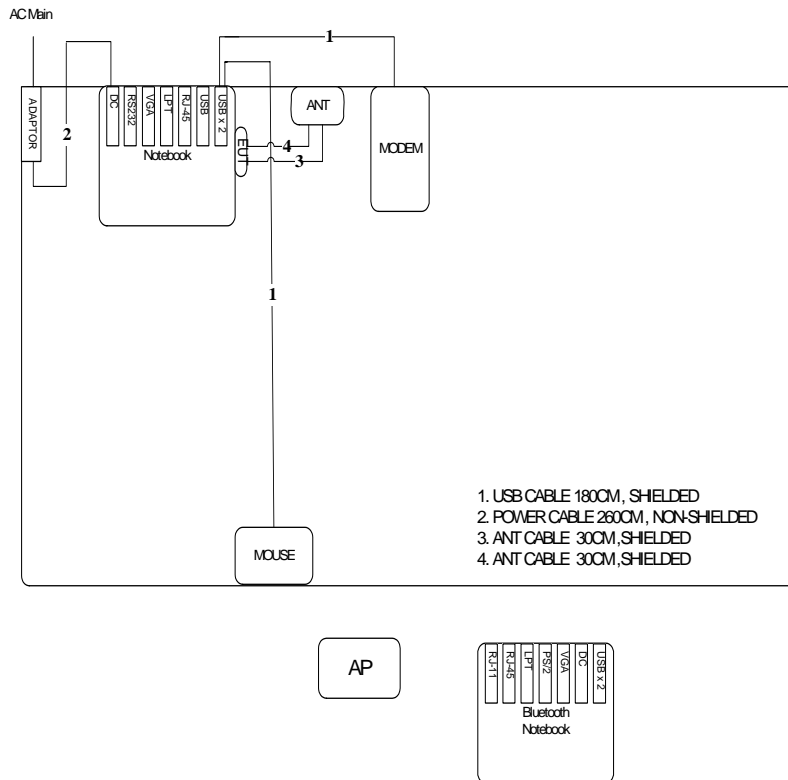 AC Main
1
ADAPTOR
2
DC
RS232
VGA
LPT
RJ-45
USB
USB x 2
Notebook
EUT
ANT
4
3
MODEM
1
MOUSE
1. USB CABLE 180CM, SHIELDED
2. POWER CABLE 260CM, NON-SHIELDED
3. ANT CABLE 30CM,SHIELDED
4. ANT CABLE 30CM,SHIELDED
AP
RJ-11
RJ-45
LPT
PS/2
VGA
DC
USB x 2
Bluetooth
Notebook